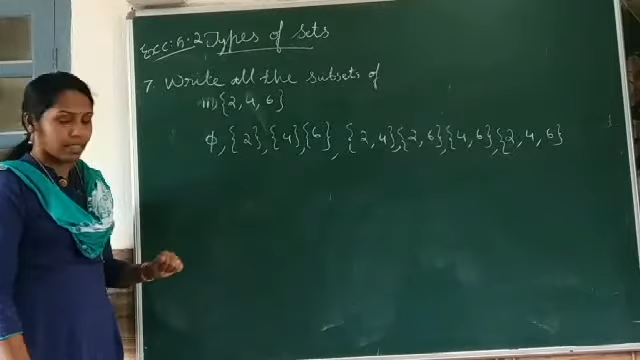 Exc: 6.2 Types of sets
7. Write all the subsets of
iii) {2, 4, 6}
ϕ, {2}, {4}, {6}, {2, 4}, {2, 6}, {4, 6}, {2, 4, 6}